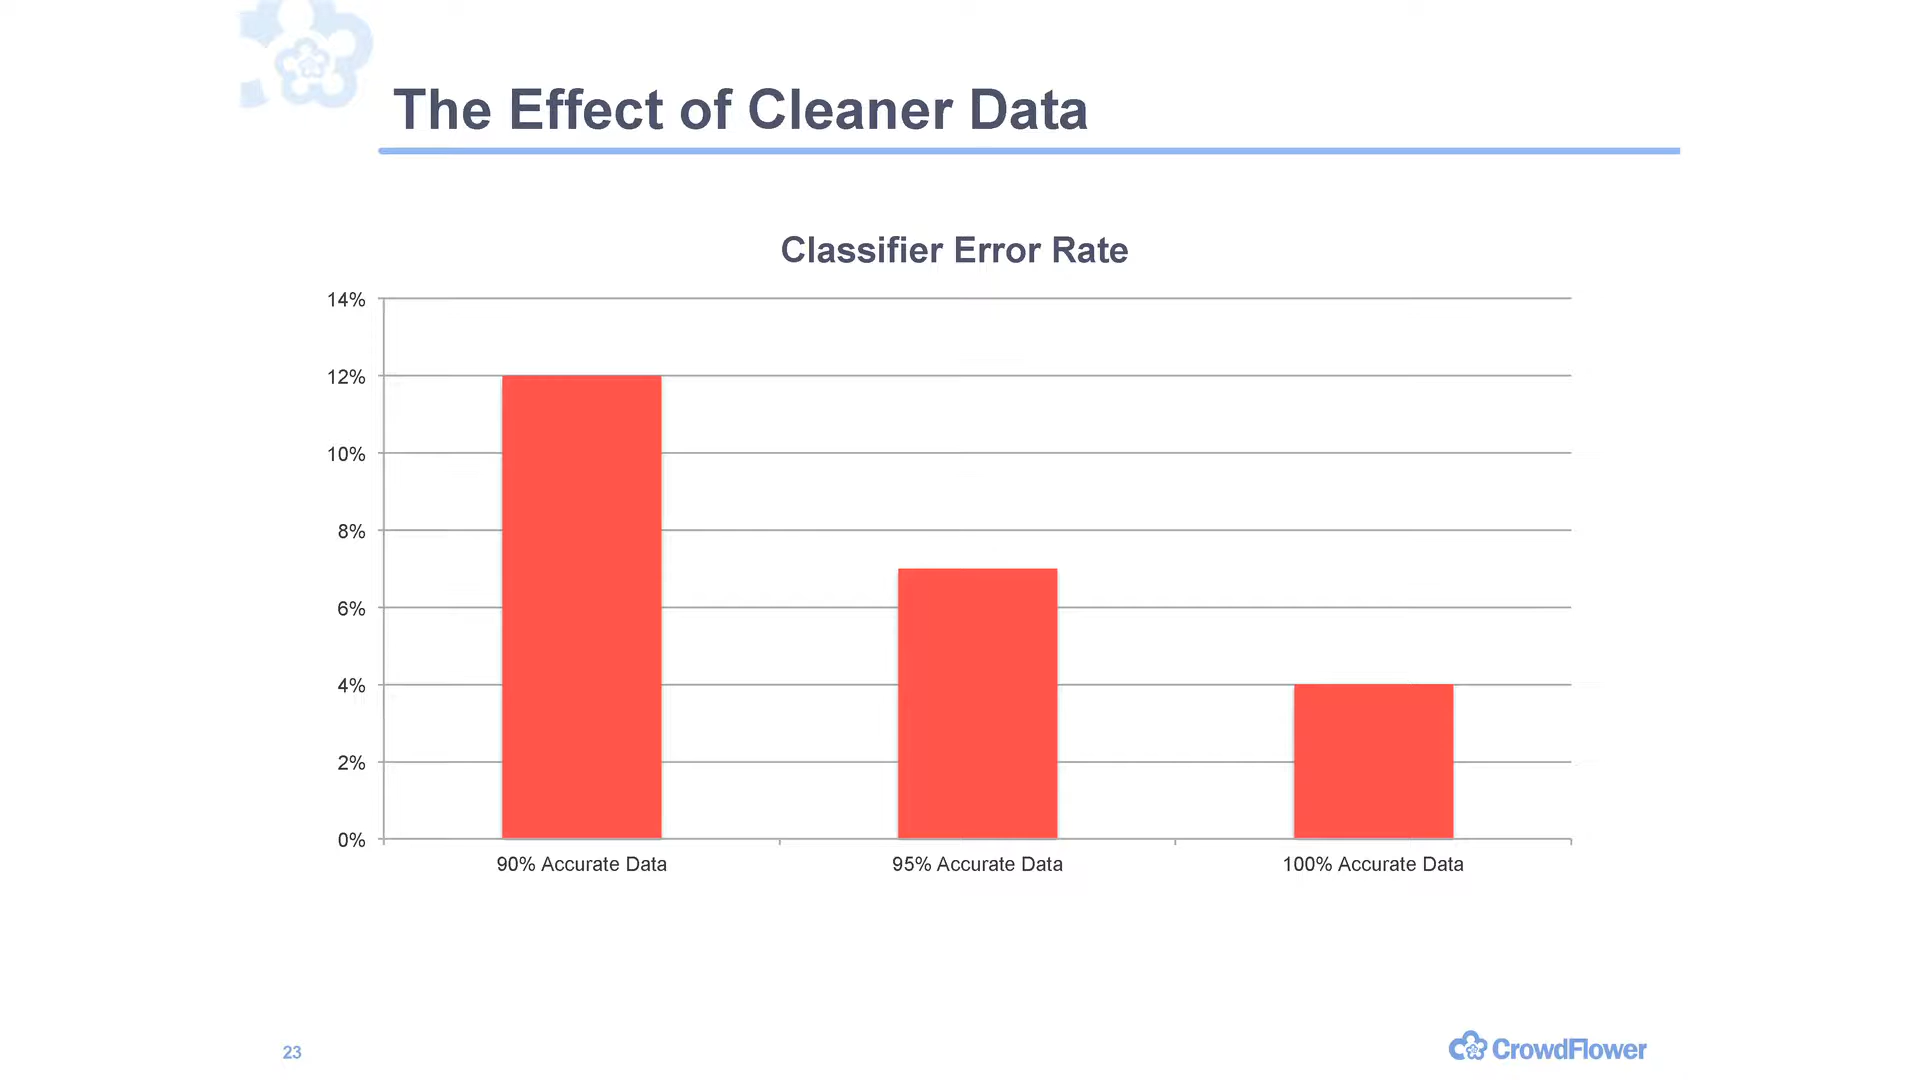 The Effect of Cleaner Data
Classifier Error Rate
14%
12%
10%
8%
6%
4%
2%
0%
90% Accurate Data
95% Accurate Data
100% Accurate Data
23
CrowdFlower